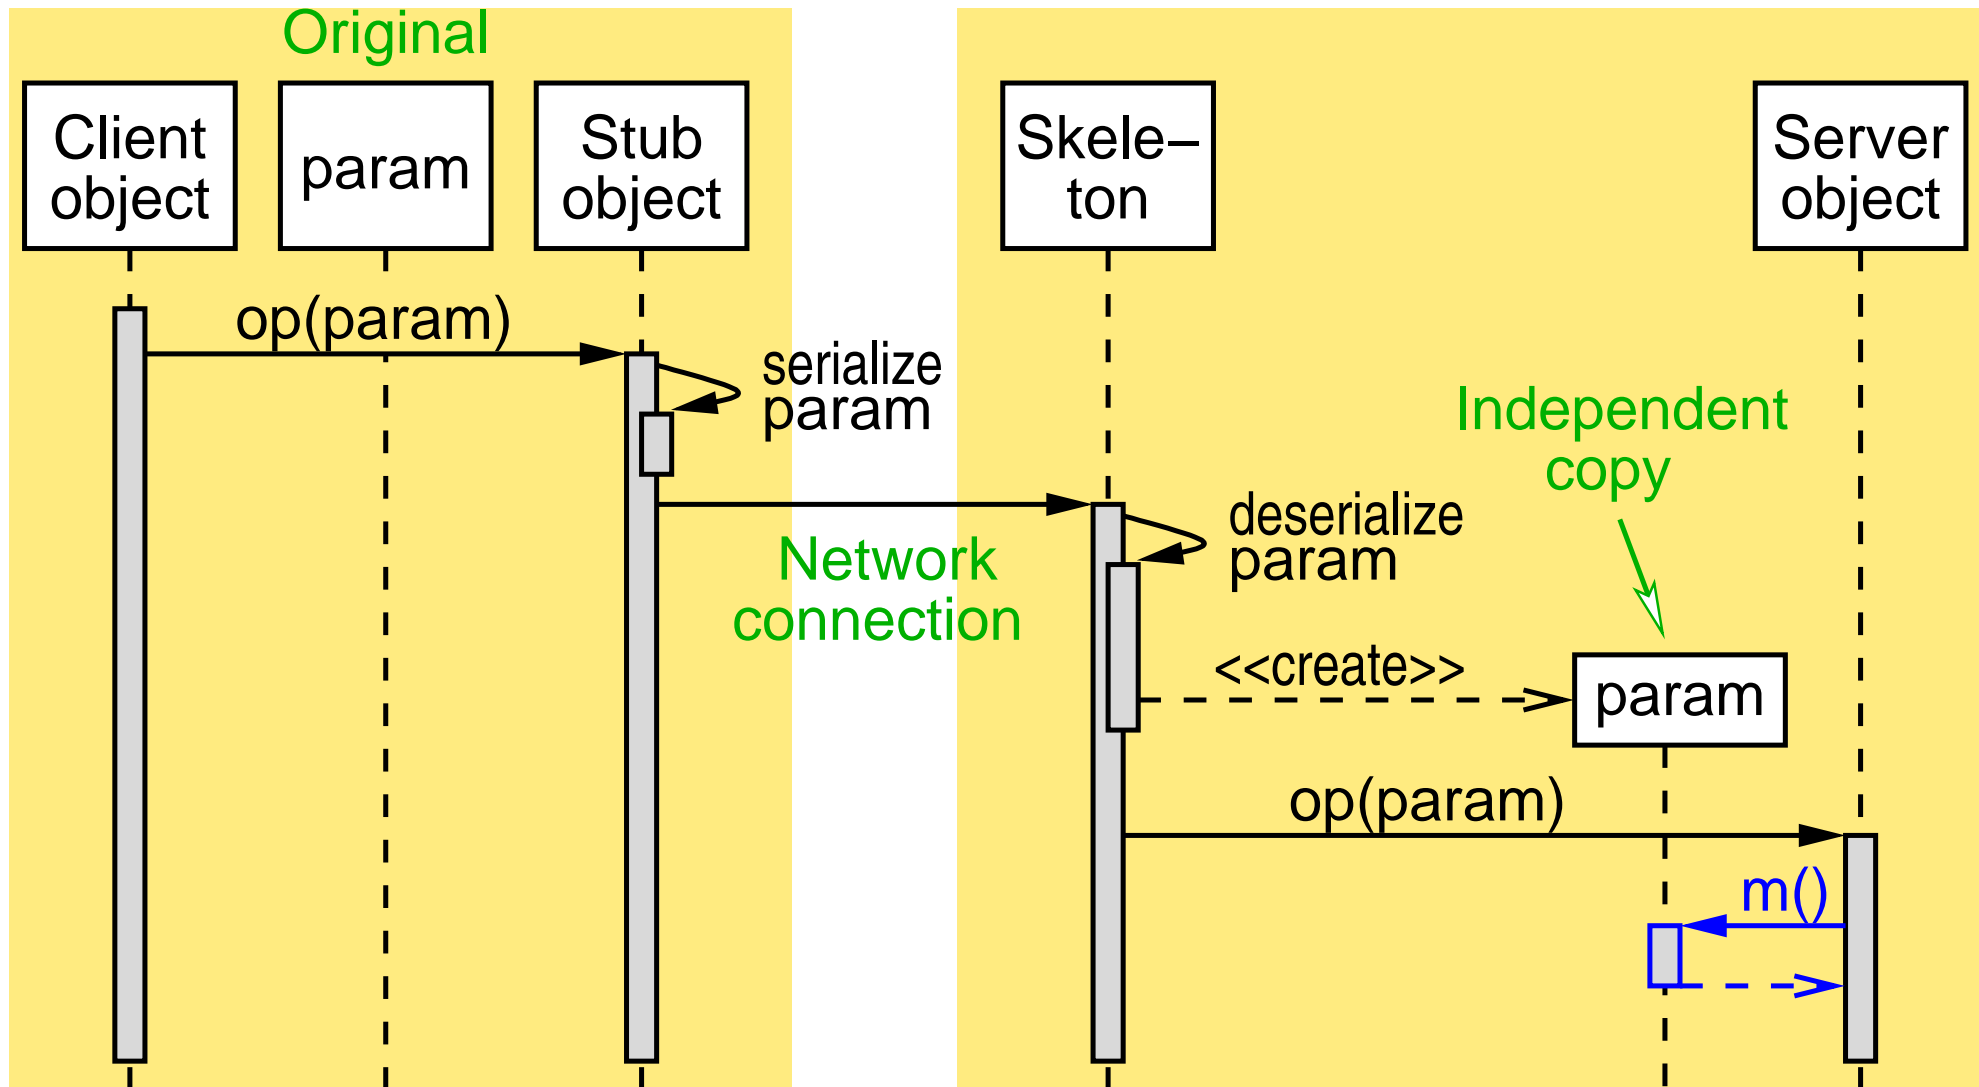 Original
Client
object
param
Stub
object
Skele–
ton
Server
object
op(param)
serialize
param
Network
connection
deserialize
param
Independent
copy
<<create>>
param
op(param)
m()